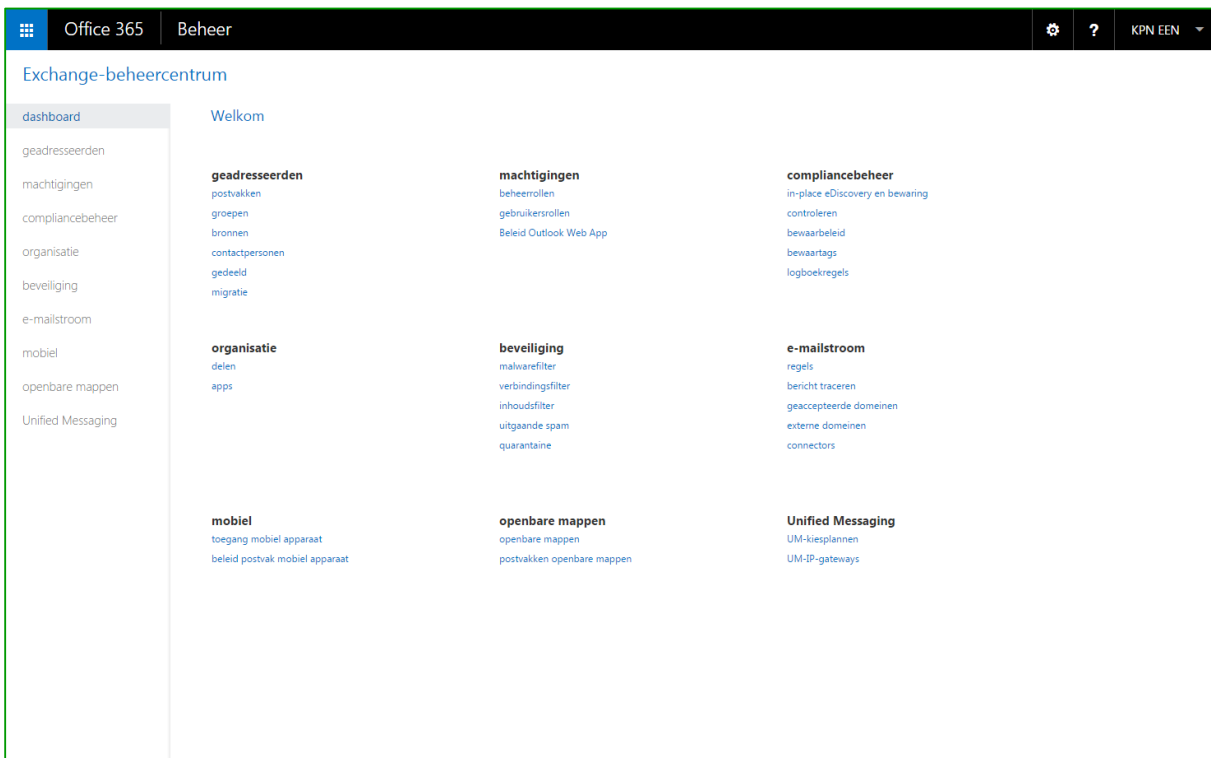 Office 365 Beheer ? KPN EEN
Exchange-beheercentrum
dashboard
geadresseerden
machtigingen
compliancebeheer
organisatie
beveiliging
e-mailstroom
mobiel
openbare mappen
Unified Messaging
Welkom
geadresseerden
postvakken
groepen
bronnen
contactpersonen
gedeeld
migratie
machtigingen
beheerrollen
gebruikersrollen
Beleid Outlook Web App
compliancebeheer
in-place eDiscovery en bewaring
controleren
bewaarbeleid
bewaartags
logboekregels
organisatie
delen
apps
beveiliging
malwarefilter
verbindingsfilter
inhoudsfilter
uitgaande spam
quarantaine
e-mailstroom
regels
bericht traceren
geaccepteerde domeinen
externe domeinen
connectors
mobiel
toegang mobiel apparaat
beleid postvak mobiel apparaat
openbare mappen
openbare mappen
postvakken openbare mappen
Unified Messaging
UM-kiesplannen
UM-IP-gateways